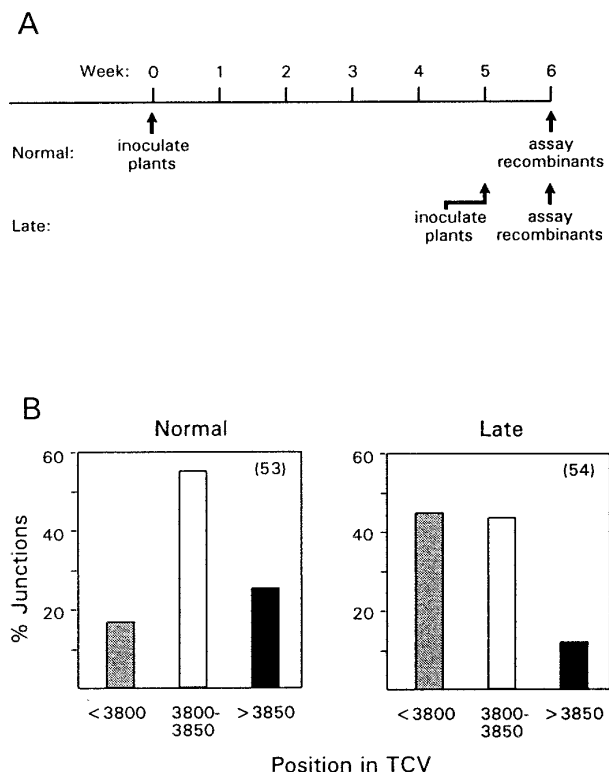 A
Week: 0 1 2 3 4 5 6
Normal:
inoculate
plants
assay
recombinants
Late:
inoculate
plants
assay
recombinants
B
Normal
Late
% Junctions
60
40
20
(53)
<3800
3800-
3850
>3850
60
40
20
(54)
<3800
3800-
3850
>3850
Position in TCV